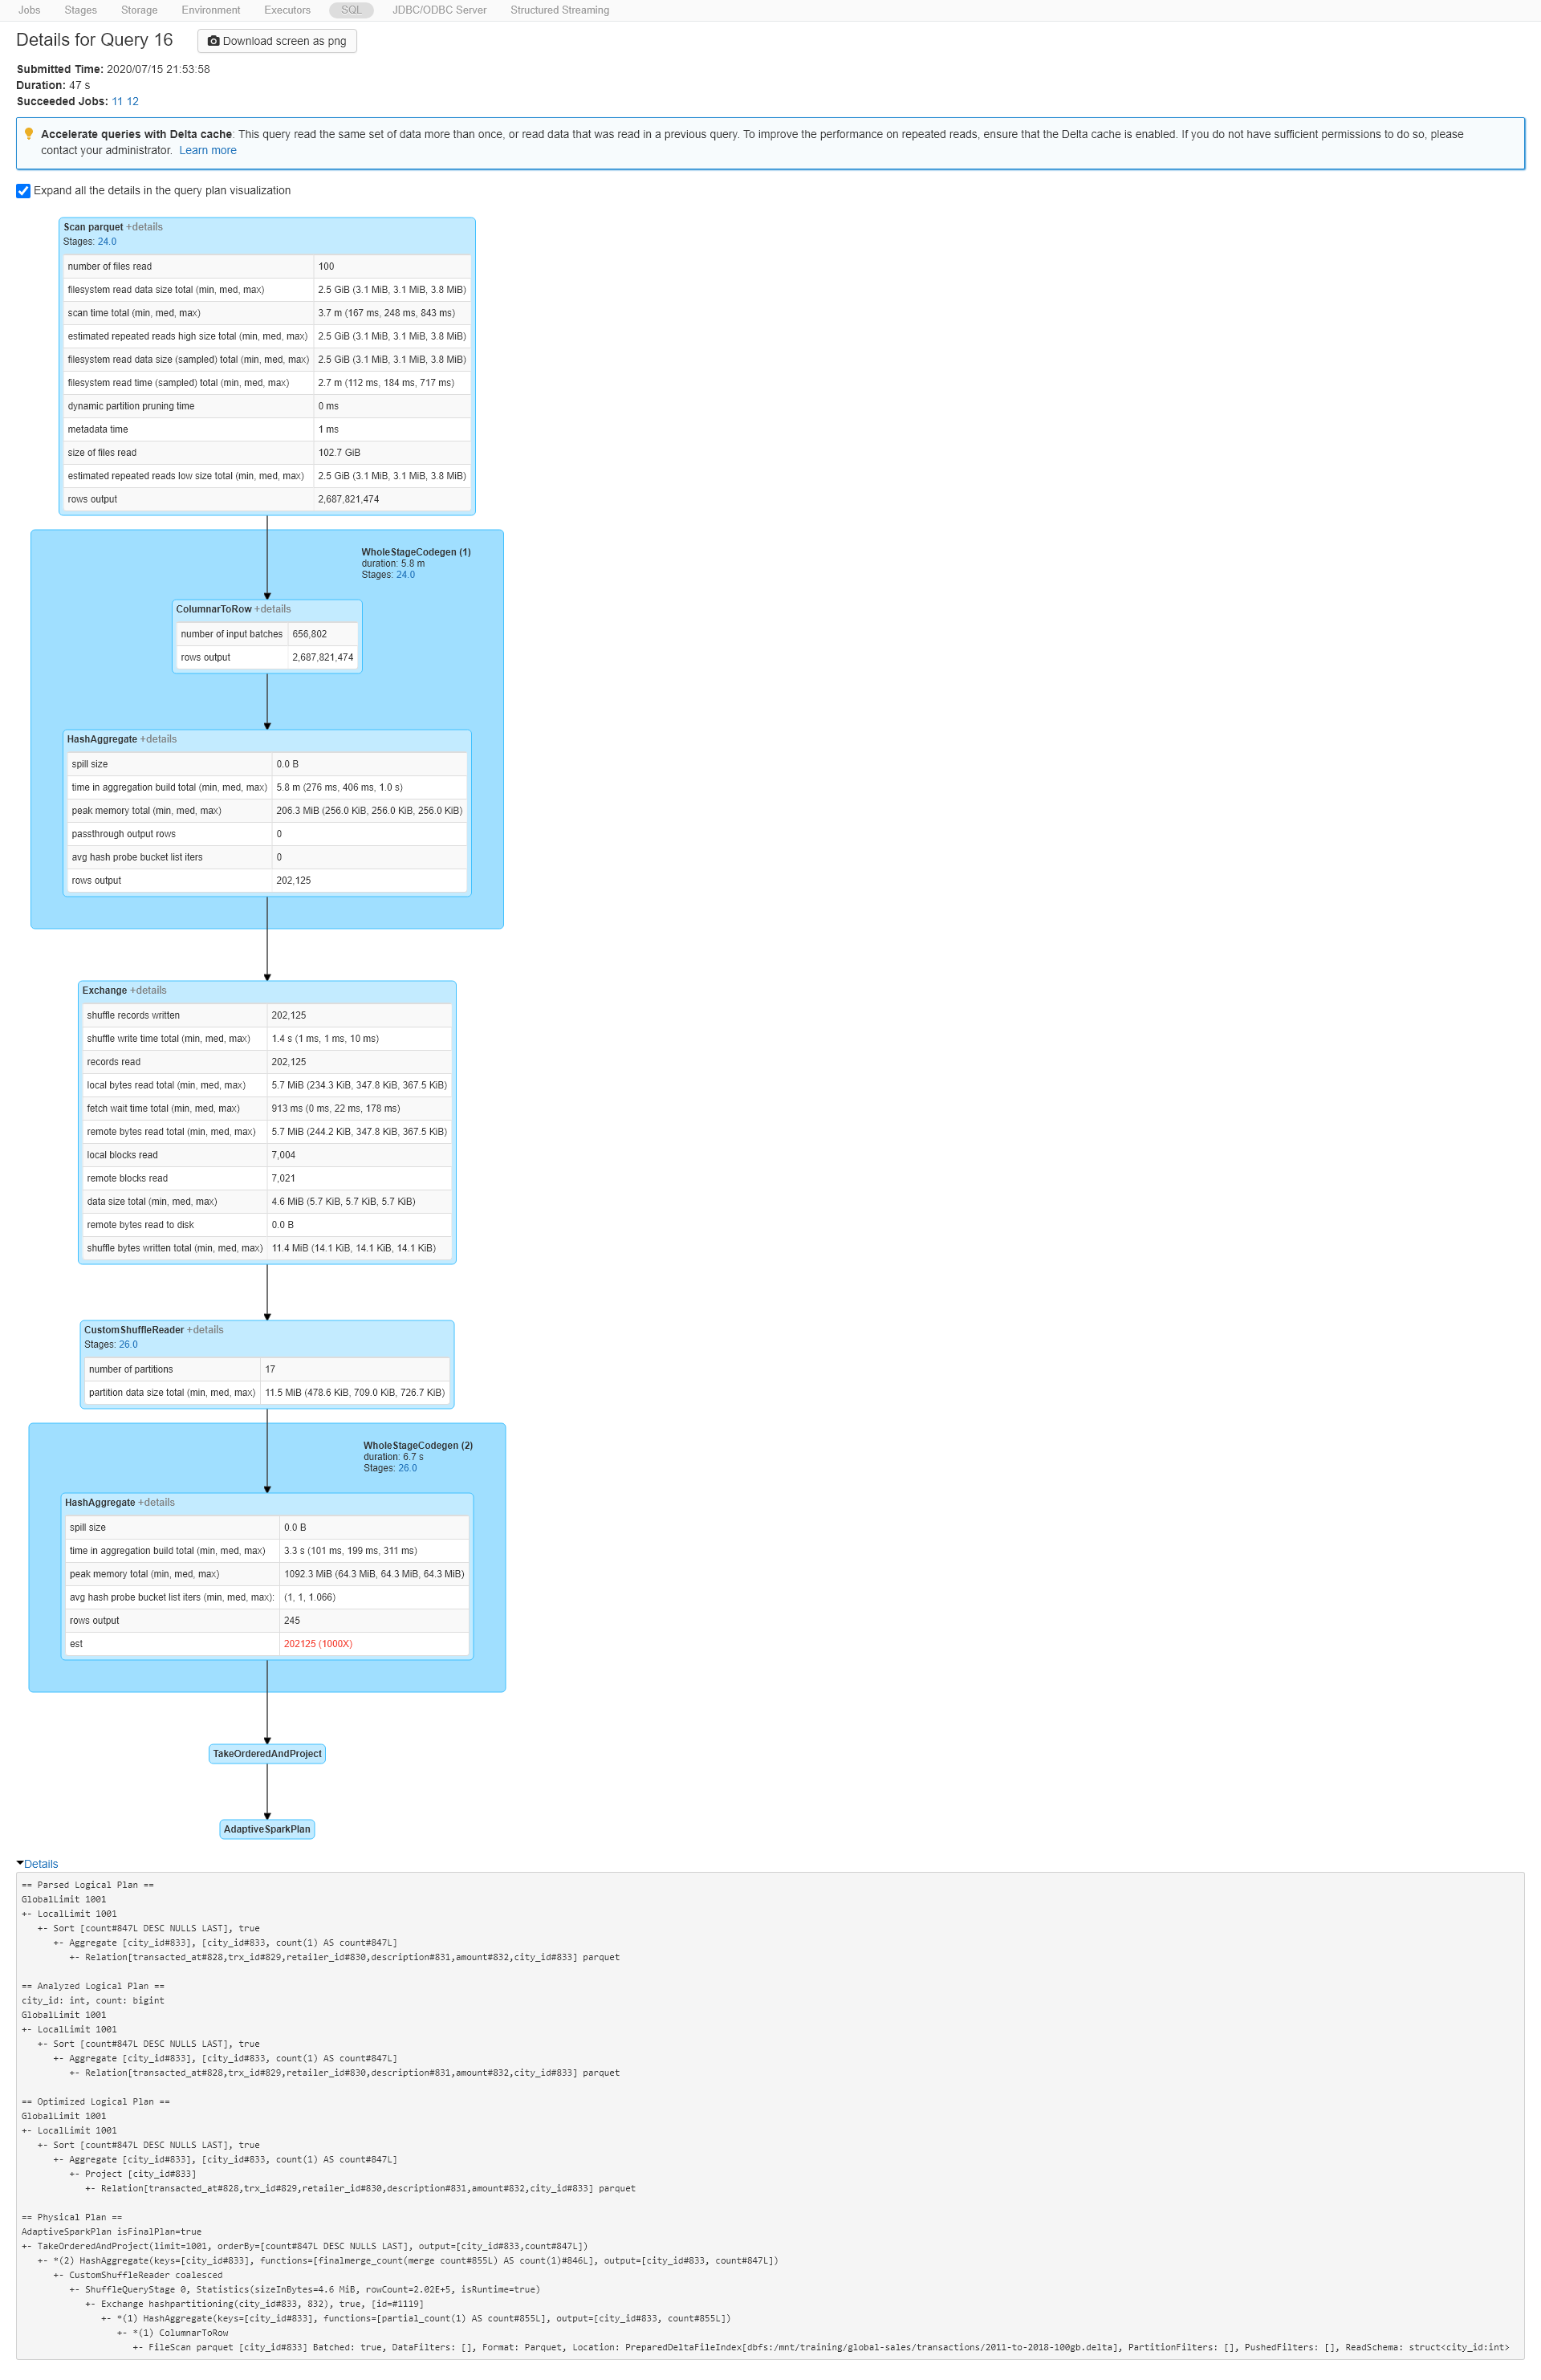 Jobs Stages Storage Environment Executors SQL JDBC/ODBC Server Structured Streaming
Details for Query 16 Download screen as png
Submitted Time: 2020/07/15 21:53:58
Duration: 47 s
Succeeded Jobs: 11 12
Accelerate queries with Delta cache: This query read the same set of data more than once, or read data that was read in a previous query. To improve the performance on repeated reads, ensure that the Delta cache is enabled. If you do not have sufficient permissions to do so, please
contact your administrator. Learn more
Expand all the details in the query plan visualization
Scan parquet +details
Stages: 24.0
number of files read 100
filesystem read data size total (min, med, max) 2.5 GiB (3.1 MiB, 3.1 MiB, 3.8 MiB)
scan time total (min, med, max) 3.7 m (167 ms, 248 ms, 843 ms)
estimated repeated reads high size total (min, med, max) 2.5 GiB (3.1 MiB, 3.1 MiB, 3.8 MiB)
filesystem read data size (sampled) total (min, med, max) 2.5 GiB (3.1 MiB, 3.1 MiB, 3.8 MiB)
filesystem read time (sampled) total (min, med, max) 2.7 m (112 ms, 184 ms, 717 ms)
dynamic partition pruning time 0 ms
metadata time 1 ms
size of files read 102.7 GiB
estimated repeated reads low size total (min, med, max) 2.5 GiB (3.1 MiB, 3.1 MiB, 3.8 MiB)
rows output 2,687,821,474
WholeStageCodegen (1)
duration: 5.8 m
Stages: 24.0
ColumnarToRow +details
number of input batches 656,802
rows output 2,687,821,474
HashAggregate +details
spill size 0.0 B
time in aggregation build total (min, med, max) 5.8 m (276 ms, 406 ms, 1.0 s)
peak memory total (min, med, max) 206.3 MiB (256.0 KiB, 256.0 KiB, 256.0 KiB)
passthrough output rows 0
avg hash probe bucket list iters 0
rows output 202,125
Exchange +details
shuffle records written 202,125
shuffle write time total (min, med, max) 1.4 s (1 ms, 1 ms, 10 ms)
records read 202,125
local bytes read total (min, med, max) 5.7 MiB (234.3 KiB, 347.8 KiB, 367.5 KiB)
fetch wait time total (min, med, max) 913 ms (0 ms, 22 ms, 178 ms)
remote bytes read total (min, med, max) 5.7 MiB (244.2 KiB, 347.8 KiB, 367.5 KiB)
local blocks read 7,004
remote blocks read 7,021
data size total (min, med, max) 4.6 MiB (5.7 KiB, 5.7 KiB, 5.7 KiB)
remote bytes read to disk 0.0 B
shuffle bytes written total (min, med, max) 11.4 MiB (14.1 KiB, 14.1 KiB, 14.1 KiB)
CustomShuffleReader +details
Stages: 26.0
number of partitions 17
partition data size total (min, med, max) 11.5 MiB (478.6 KiB, 709.0 KiB, 726.7 KiB)
WholeStageCodegen (2)
duration: 6.7 s
Stages: 26.0
HashAggregate +details
spill size 0.0 B
time in aggregation build total (min, med, max) 3.3 s (101 ms, 199 ms, 311 ms)
peak memory total (min, med, max) 1092.3 MiB (64.3 MiB, 64.3 MiB, 64.3 MiB)
avg hash probe bucket list iters (min, med, max): (1, 1, 1.066)
rows output 245
est 202125 (1000X)
TakeOrderedAndProject
AdaptiveSparkPlan
Details
== Parsed Logical Plan ==
GlobalLimit 1001
+- LocalLimit 1001
   +- Sort [count#847L DESC NULLS LAST], true
      +- Aggregate [city_id#833], [city_id#833, count(1) AS count#847L]
         +- Relation[transacted_at#828,trx_id#829,retailer_id#830,description#831,amount#832,city_id#833] parquet
== Analyzed Logical Plan ==
city_id: int, count: bigint
GlobalLimit 1001
+- LocalLimit 1001
   +- Sort [count#847L DESC NULLS LAST], true
      +- Aggregate [city_id#833], [city_id#833, count(1) AS count#847L]
         +- Relation[transacted_at#828,trx_id#829,retailer_id#830,description#831,amount#832,city_id#833] parquet
== Optimized Logical Plan ==
GlobalLimit 1001
+- LocalLimit 1001
   +- Sort [count#847L DESC NULLS LAST], true
      +- Aggregate [city_id#833], [city_id#833, count(1) AS count#847L]
         +- Project [city_id#833]
            +- Relation[transacted_at#828,trx_id#829,retailer_id#830,description#831,amount#832,city_id#833] parquet
== Physical Plan ==
AdaptiveSparkPlan isFinalPlan=true
+- TakeOrderedAndProject(limit=1001, orderBy=[count#847L DESC NULLS LAST], output=[city_id#833,count#847L])
   +- *(2) HashAggregate(keys=[city_id#833], functions=[finalmerge_count(merge count#855L) AS count(1)#846L], output=[city_id#833, count#847L])
      +- CustomShuffleReader coalesced
         +- ShuffleQueryStage 0, Statistics(sizeInBytes=4.6 MiB, rowCount=2.02E+5, isRuntime=true)
            +- Exchange hashpartitioning(city_id#833, 832), true, [id=#1119]
               +- *(1) HashAggregate(keys=[city_id#833], functions=[partial_count(1) AS count#855L], output=[city_id#833, count#855L])
                  +- *(1) ColumnarToRow
                     +- FileScan parquet [city_id#833] Batched: true, DataFilters: [], Format: Parquet, Location: PreparedDeltaFileIndex[dbfs:/mnt/training/global-sales/transactions/2011-to-2018-100gb.delta], PartitionFilters: [], PushedFilters: [], ReadSchema: struct<city_id:int>